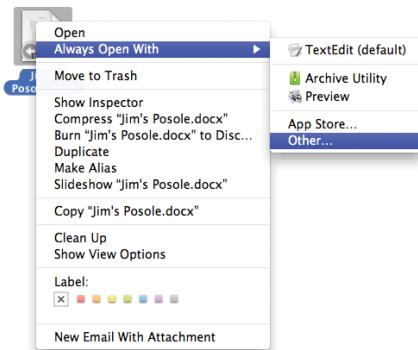 Open
Always Open With
Move to Trash
Show Inspector
Compress “Jim's Posole.docx”
Burn “Jim's Posole.docx” to Disc...
Duplicate
Make Alias
Slideshow “Jim's Posole.docx”
Copy “Jim's Posole.docx”
Clean Up
Show View Options
Label:
New Email With Attachment
TextEdit (default)
Archive Utility
Preview
App Store...
Other...